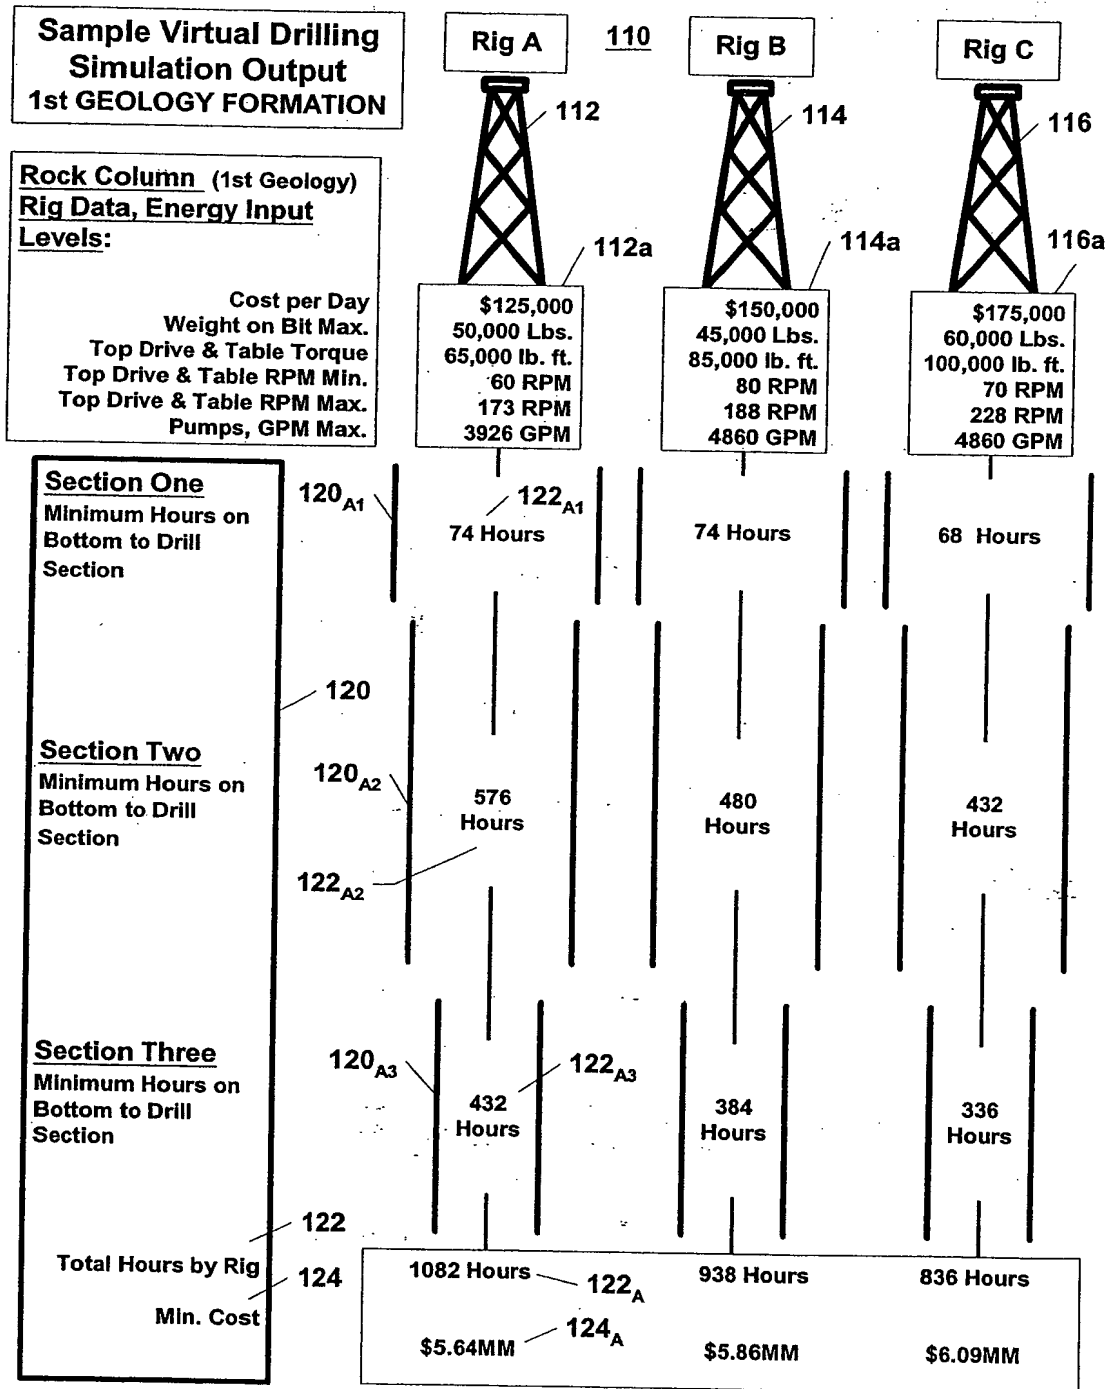 Sample Virtual Drilling
Simulation Output
1st GEOLOGY FORMATION
Rig A
110
Rig B
Rig C
112
114
116
Rock Column (1st Geology)
Rig Data, Energy Input
Levels:
112a
114a
116a
Cost per Day
Weight on Bit Max.
Top Drive & Table Torque
Top Drive & Table RPM Min.
Top Drive & Table RPM Max.
Pumps, GPM Max.
$125,000
50,000 Lbs.
65,000 lb. ft.
60 RPM
173 RPM
3926 GPM
$150,000
45,000 Lbs.
85,000 lb. ft.
80 RPM
188 RPM
4860 GPM
$175,000
60,000 Lbs.
100,000 lb. ft.
70 RPM
228 RPM
4860 GPM
Section One
Minimum Hours on
Bottom to Drill
Section
120A1
122A1
74 Hours
74 Hours
68 Hours
120
Section Two
Minimum Hours on
Bottom to Drill
Section
120A2
576
Hours
480
Hours
432
Hours
122A2
Section Three
Minimum Hours on
Bottom to Drill
Section
120A3
122A3
432
Hours
384
Hours
336
Hours
122
Total Hours by Rig
1082 Hours
122A
938 Hours
836 Hours
124
Min. Cost
$5.64MM
124A
$5.86MM
$6.09MM